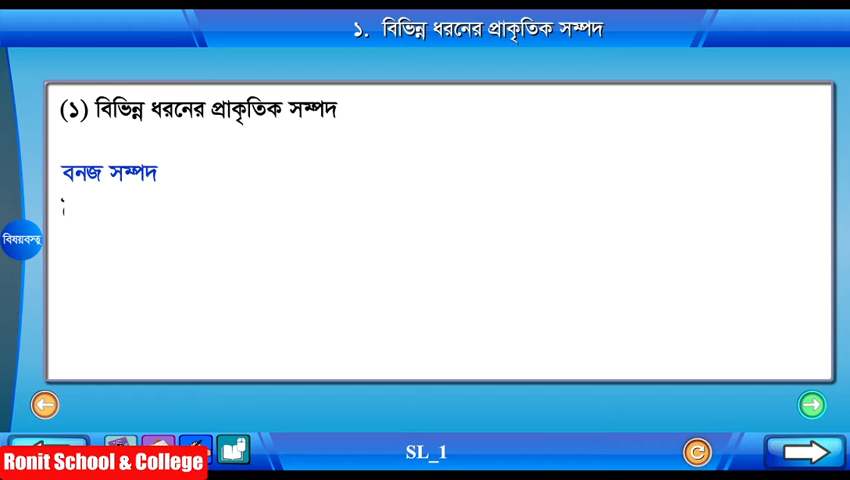 ১. বিভিন্ন ধরনের প্রাকৃতিক সম্পদ
(১) বিভিন্ন ধরনের প্রাকৃতিক সম্পদ
বনজ সম্পদ
বিষয়বস্তু
SL_1
Ronit School & College